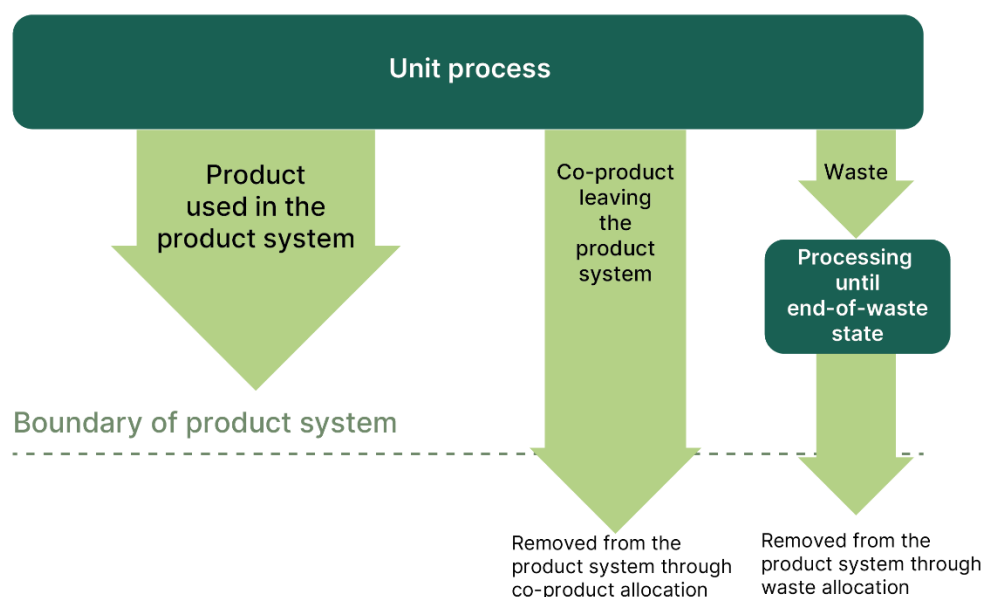 Unit process
Product
used in the
product system
Co-product
leaving
the
product
system
Waste
Processing
until
end-of-waste
state
Boundary of product system
Removed from the
product system through
co-product allocation
Removed from the
product system through
waste allocation